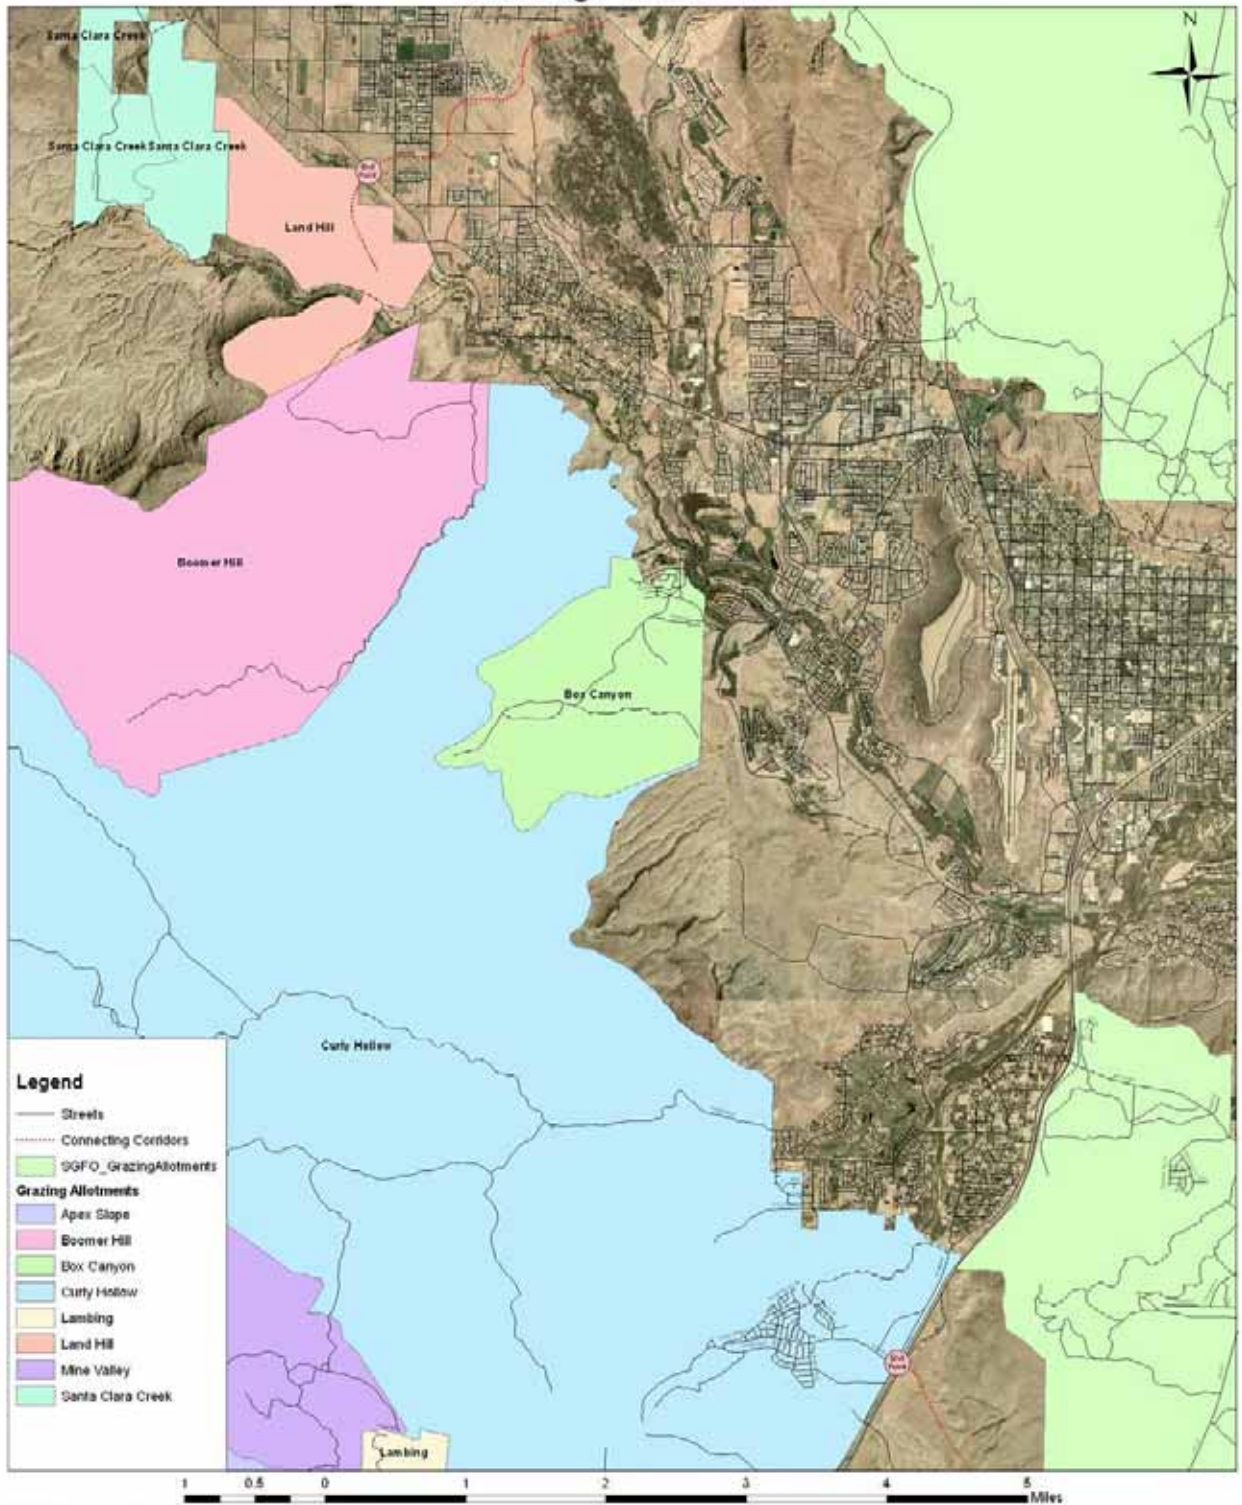 N
Santa Clara Creek
Santa Clara Creek Santa Clara Creek
Land Hill
Boomer Hill
Box Canyon
Curly Hollow
Lambing
Legend
Streets
Connecting Corridors
SGFO_GrazingAllotments
Grazing Allotments
Apex Slope
Boomer Hill
Box Canyon
Curly Hollow
Lambing
Land Hill
Mine Valley
Santa Clara Creek
1 0.5 0 1 2 3 4 5
Miles